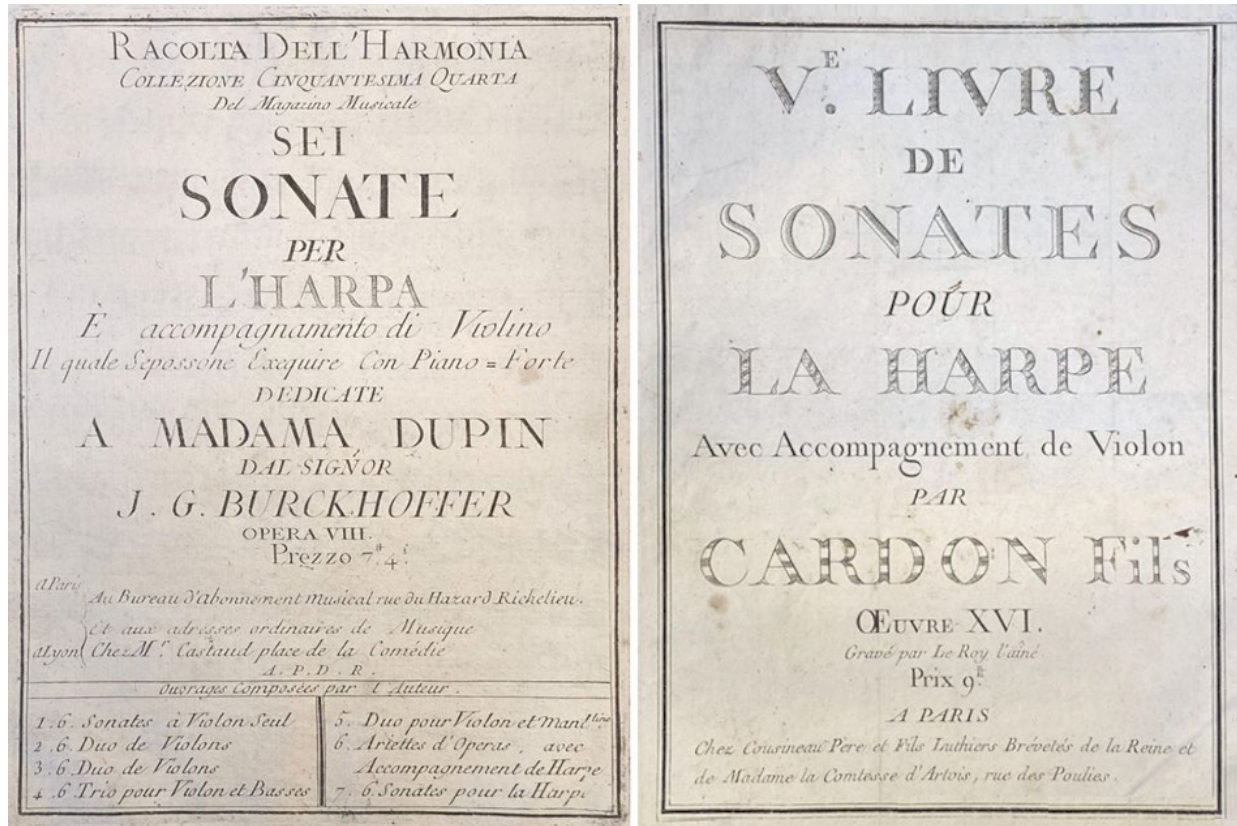 RACOLTA DELL'HARMONIA
COLLEZIONE CINQUANTESIMA QUARTA
Del Magazino Musicale
SEI
SONATE
PER
L'HARPA
È accompagnamento di Violino
Il quale Sepossone Exequire Con Piano = Forte
DEDICATE
A MADAMA DUPIN
DAL SIGNOR
J. G. BURCKHOFFER
OPERA VIII.
Prezzo 7.# 4.s
a Paris Au Bureau d'abonnement musical rue du Hazard Richelieu.
Et aux adresses ordinaires de Musique
a Lyon Chez Mr. Castaud place de la Comédie
A. P. D. R.
Ouvrages Composées par l'Auteur.
1. 6. Sonates à Violon Seul
2. 6. Duo de Violons
3. 6. Duo de Violons
4. 6 Trio pour Violon et Basses
5. Duo pour Violon et Mandline
6. Ariettes d'Operas, avec
Accompagnement de Harpe
7. 6. Sonates pour la Harpe
VE. LIVRE
DE
SONATES
POUR
LA HARPE
Avec Accompagnement de Violon
PAR
CARDON Fils
ŒUVRE XVI.
Gravé par Le Roy l'aîné
Prix 9.#
A PARIS
Chez Cousineau Père et Fils Luthiers Brévetés de la Reine et
de Madame la Comtesse d'Artois, rue des Poulies.